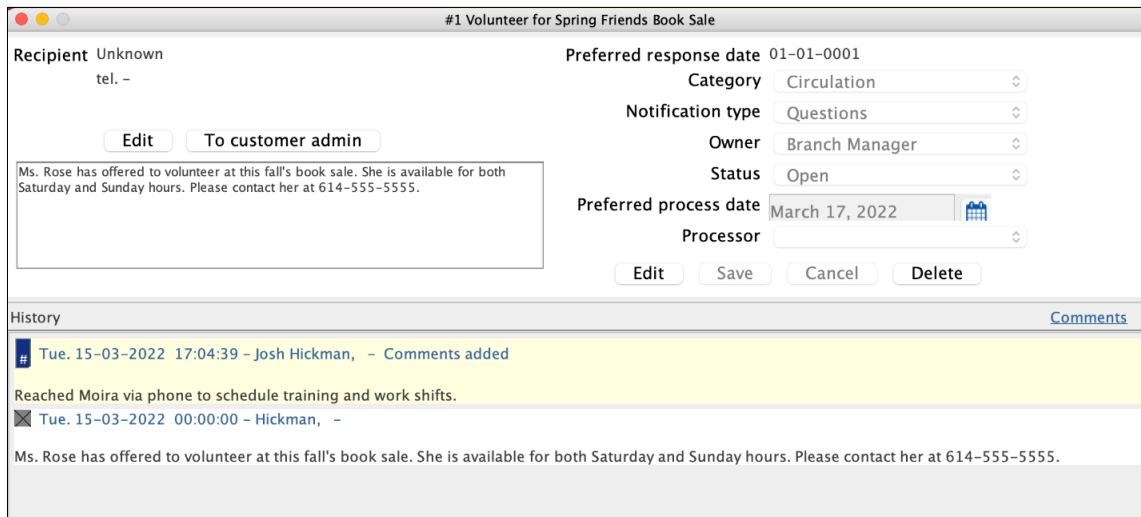 #1 Volunteer for Spring Friends Book Sale
Recipient Unknown
tel. –
Edit To customer admin
Ms. Rose has offered to volunteer at this fall's book sale. She is available for both
Saturday and Sunday hours. Please contact her at 614-555-5555.
Preferred response date 01-01-0001
Category Circulation
Notification type Questions
Owner Branch Manager
Status Open
Preferred process date March 17, 2022
Processor
Edit Save Cancel Delete
History Comments
# Tue. 15-03-2022 17:04:39 – Josh Hickman, – Comments added
Reached Moira via phone to schedule training and work shifts.
Tue. 15-03-2022 00:00:00 – Hickman, –
Ms. Rose has offered to volunteer at this fall's book sale. She is available for both Saturday and Sunday hours. Please contact her at 614-555-5555.